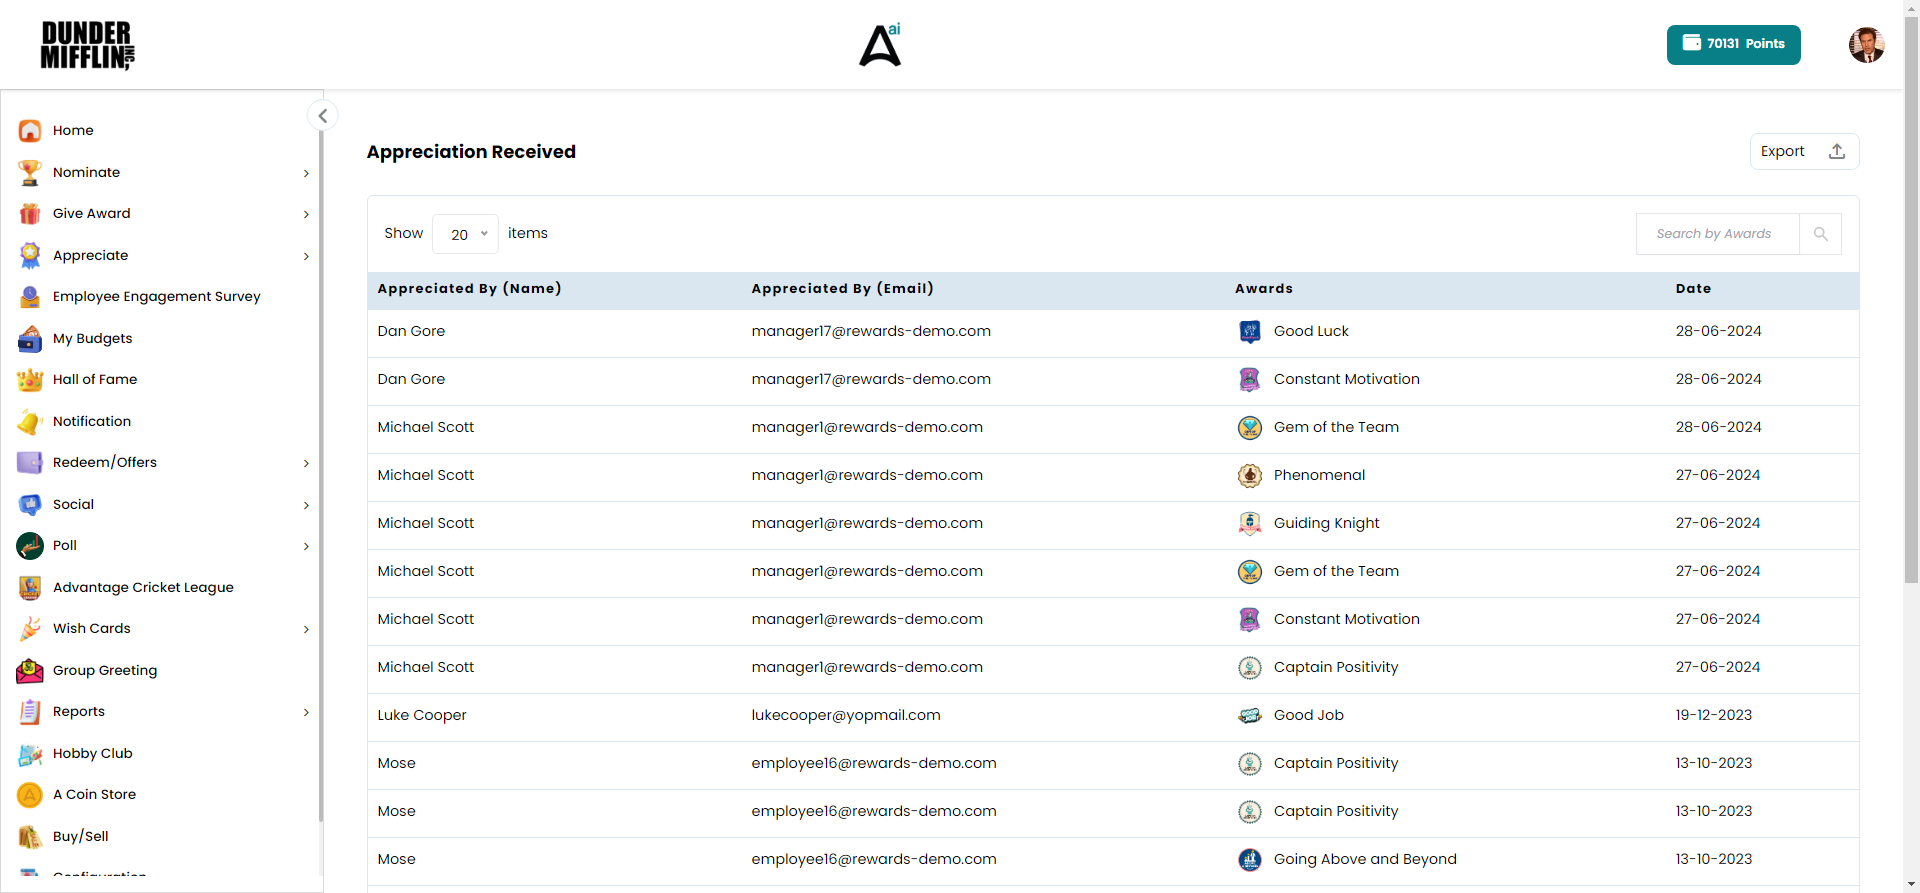 DUNDER
MIFFLIN INC,
ai
70131 Points
Home
Nominate
Give Award
Appreciate
Employee Engagement Survey
My Budgets
Hall of Fame
Notification
Redeem/Offers
Social
Poll
Advantage Cricket League
Wish Cards
Group Greeting
Reports
Hobby Club
A Coin Store
Buy/Sell
Configuration
Appreciation Received
Export
Show 20 items
Search by Awards
Appreciated By (Name) Appreciated By (Email) Awards Date
Dan Gore manager17@rewards-demo.com Good Luck 28-06-2024
Dan Gore manager17@rewards-demo.com Constant Motivation 28-06-2024
Michael Scott manager1@rewards-demo.com Gem of the Team 28-06-2024
Michael Scott manager1@rewards-demo.com Phenomenal 27-06-2024
Michael Scott manager1@rewards-demo.com Guiding Knight 27-06-2024
Michael Scott manager1@rewards-demo.com Gem of the Team 27-06-2024
Michael Scott manager1@rewards-demo.com Constant Motivation 27-06-2024
Michael Scott manager1@rewards-demo.com Captain Positivity 27-06-2024
Luke Cooper lukecooper@yopmail.com Good Job 19-12-2023
Mose employee16@rewards-demo.com Captain Positivity 13-10-2023
Mose employee16@rewards-demo.com Captain Positivity 13-10-2023
Mose employee16@rewards-demo.com Going Above and Beyond 13-10-2023